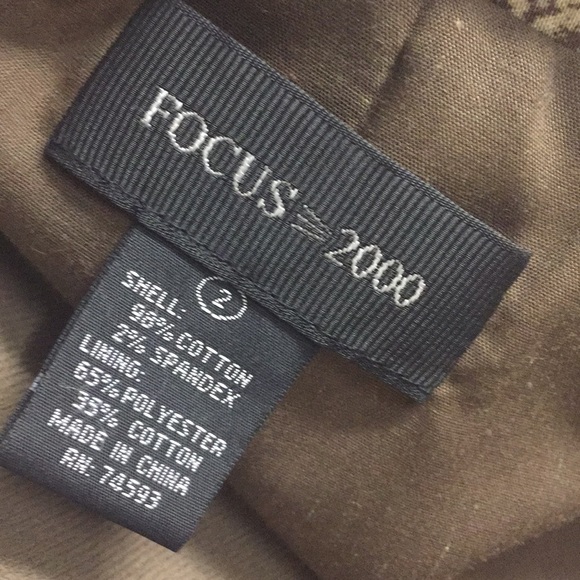 FOCUS 2000
2
SHELL:
98% COTTON
2% SPANDEX
LINING:
65% POLYESTER
35% COTTON
MADE IN CHINA
RN: 74593